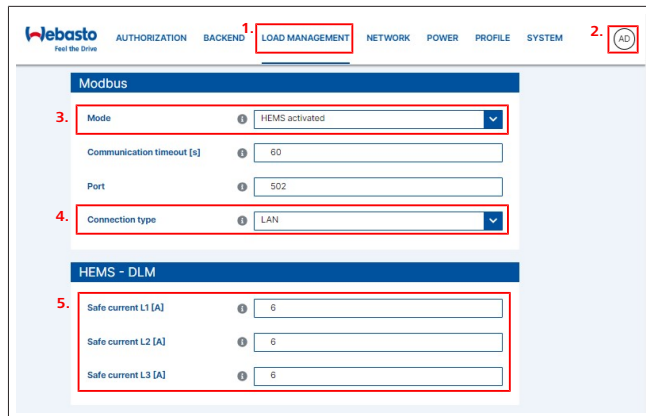 Webasto
Feel the Drive
AUTHORIZATION BACKEND 1. LOAD MANAGEMENT NETWORK POWER PROFILE SYSTEM 2. AD
Modbus
3. Mode HEMS activated
Communication timeout [s] 60
Port 502
4. Connection type LAN
HEMS - DLM
5. Safe current L1 [A] 6
Safe current L2 [A] 6
Safe current L3 [A] 6